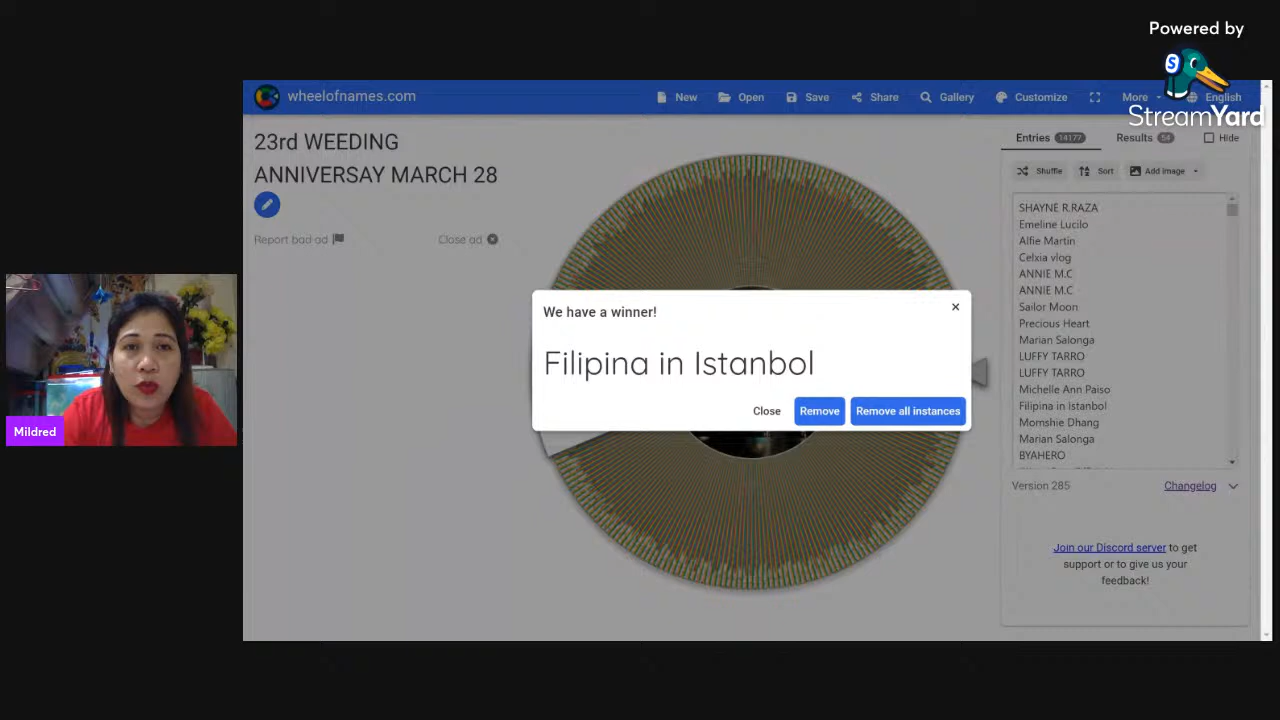 Powered by
StreamYard
wheelofnames.com
New
Open
Save
Share
Gallery
Customize
More
English
23rd WEEDING
ANNIVERSAY MARCH 28
Report bad ad
Close ad
Entries 14177
Results 54
Hide
Shuffle
Sort
Add image
SHAYNE R.RAZA
Emeline Lucilo
Alfie Martin
Celxia vlog
ANNIE M.C
ANNIE M.C
Sailor Moon
Precious Heart
Marian Salonga
LUFFY TARRO
LUFFY TARRO
Michelle Ann Paiso
Filipina in Istanbol
Momshie Dhang
Marian Salonga
BYAHERO
We have a winner!
Filipina in Istanbol
Close
Remove
Remove all instances
Mildred
Version 285
Changelog
Join our Discord server to get
support or to give us your
feedback!